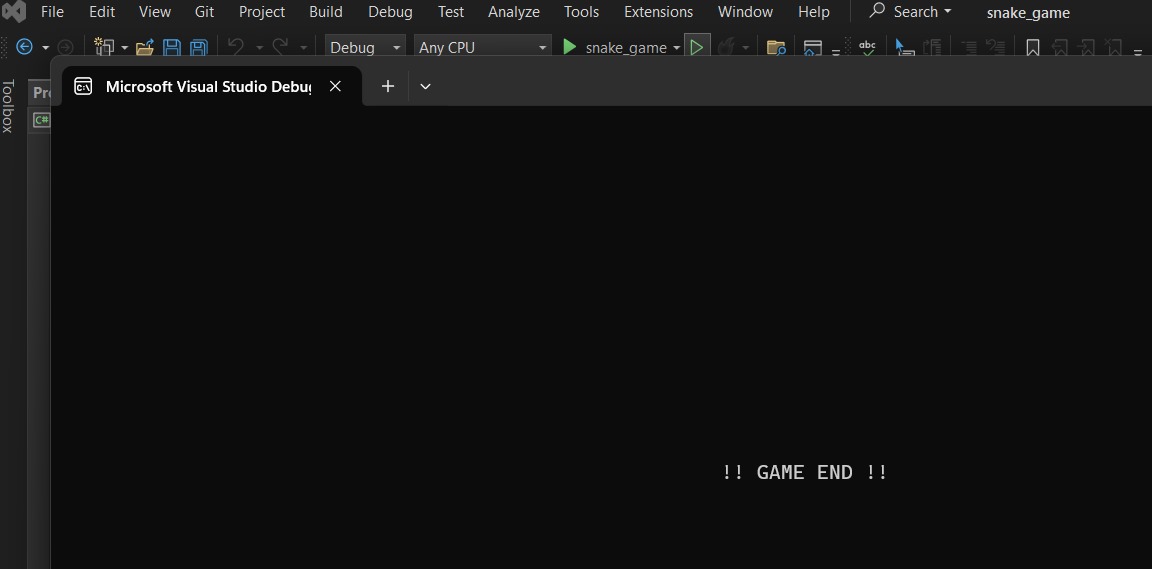 File Edit View Git Project Build Debug Test Analyze Tools Extensions Window Help Search snake_game
Debug Any CPU snake_game abc
Toolbox
C:\ Microsoft Visual Studio Debu
Pr
C#
!! GAME END !!